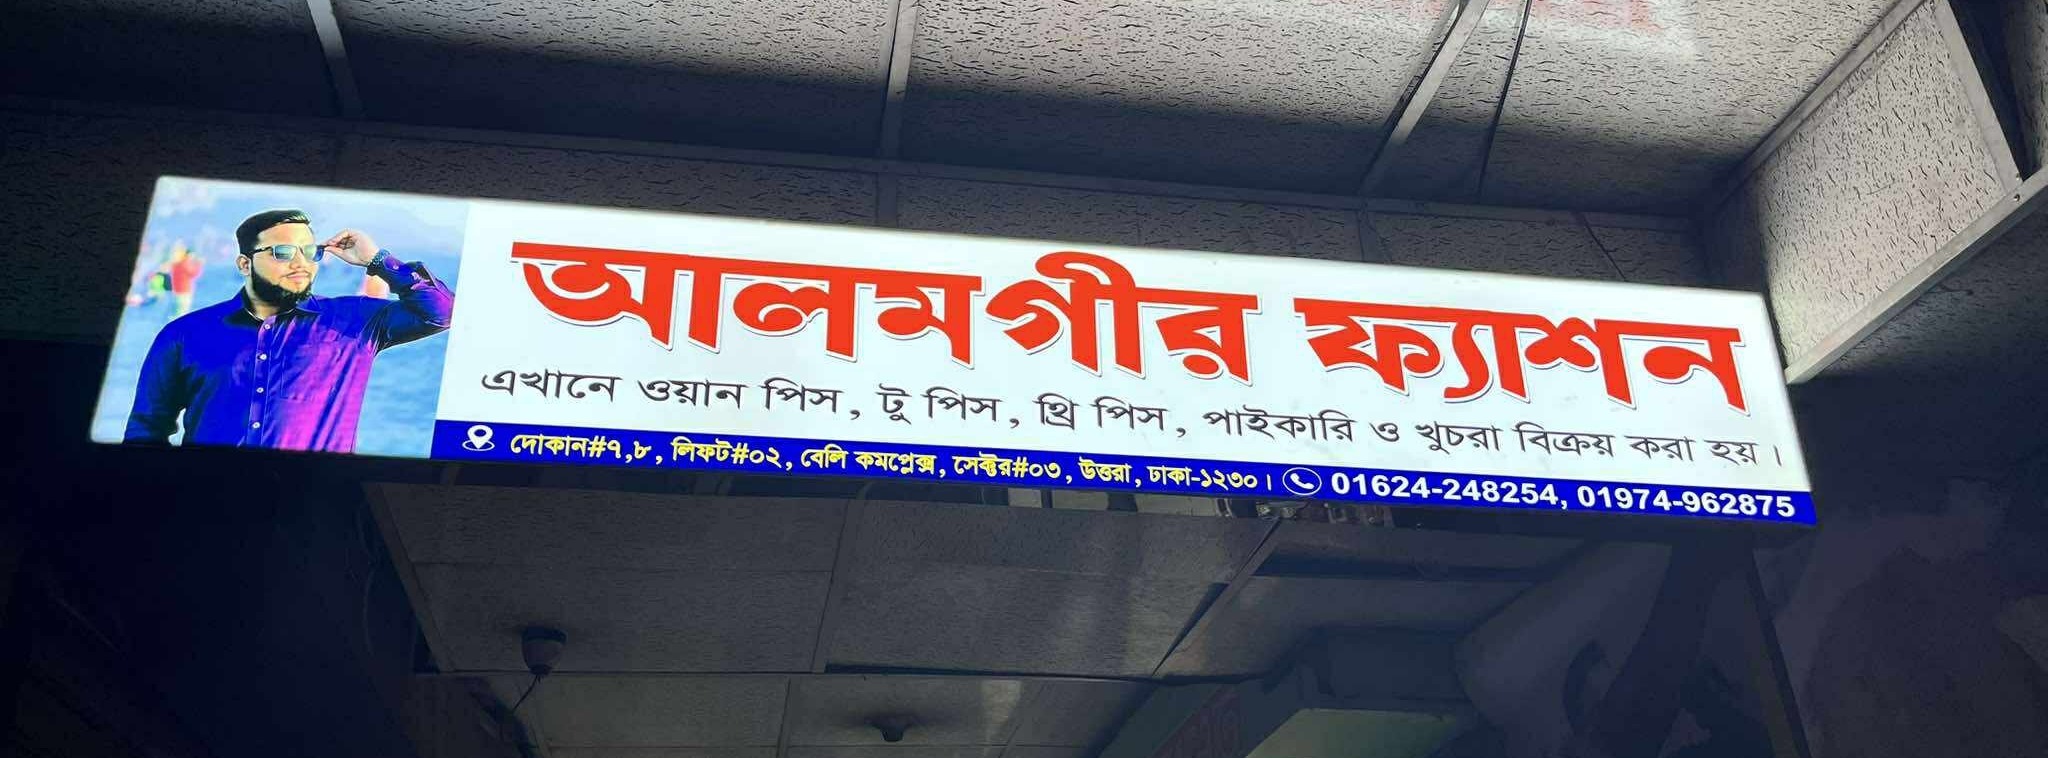 আলমগীর ফ্যাশন
এখানে ওয়ান পিস, টু পিস, থ্রি পিস, পাইকারি ও খুচরা বিক্রয় করা হয়।
দোকান#৭,৮, লিফট#০২, বেলি কমপ্লেক্স, সেক্টর#০৩, উত্তরা, ঢাকা-১২৩০। 01624-248254, 01974-962875